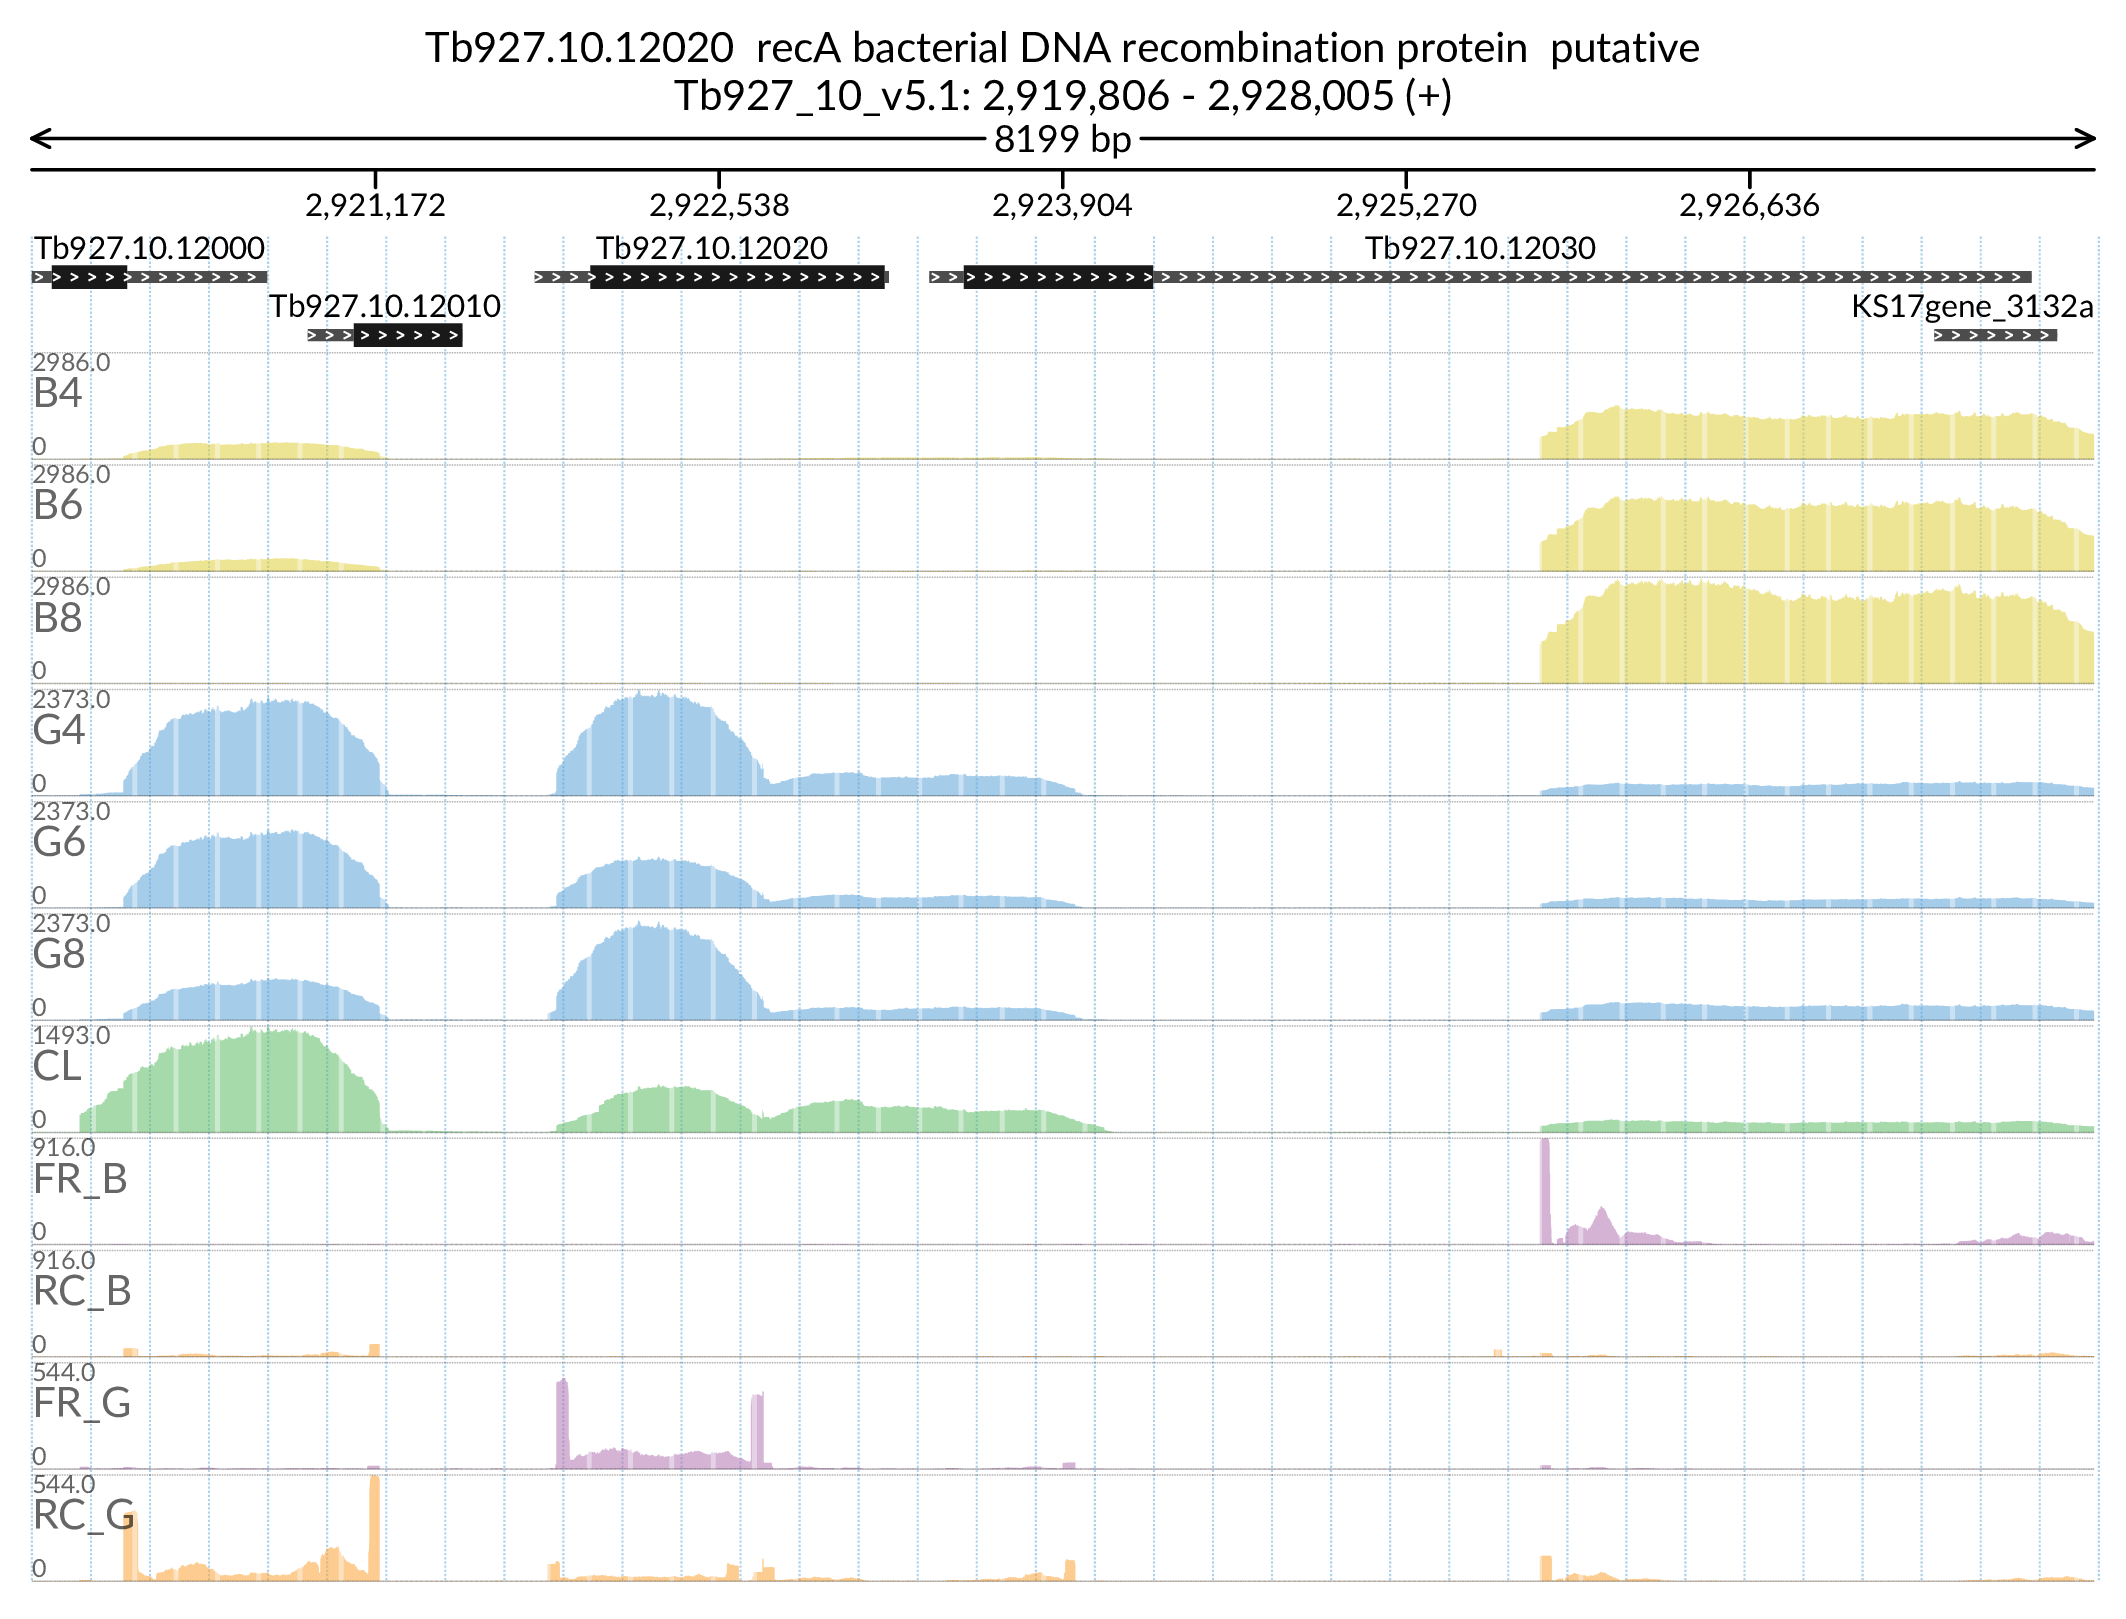 Tb927.10.12020  recA bacterial DNA recombination protein  putative
Tb927_10_v5.1: 2,919,806 - 2,928,005 (+)
8199 bp
2,921,172 2,922,538 2,923,904 2,925,270 2,926,636
Tb927.10.12000 Tb927.10.12020 Tb927.10.12030
Tb927.10.12010 KS17gene_3132a
2986.0
B4
0
2986.0
B6
0
2986.0
B8
0
2373.0
G4
0
2373.0
G6
0
2373.0
G8
0
1493.0
CL
0
916.0
FR_B
0
916.0
RC_B
0
544.0
FR_G
0
544.0
RC_G
0